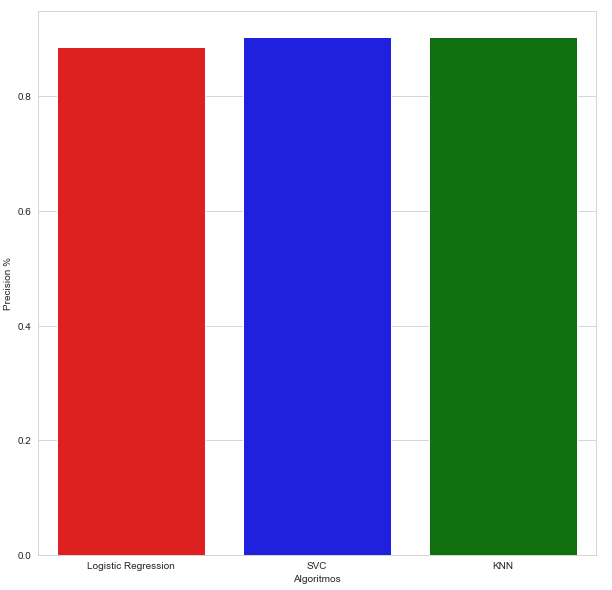 Precision %
0.8
0.6
0.4
0.2
0.0
Logistic Regression
SVC
KNN
Algoritmos